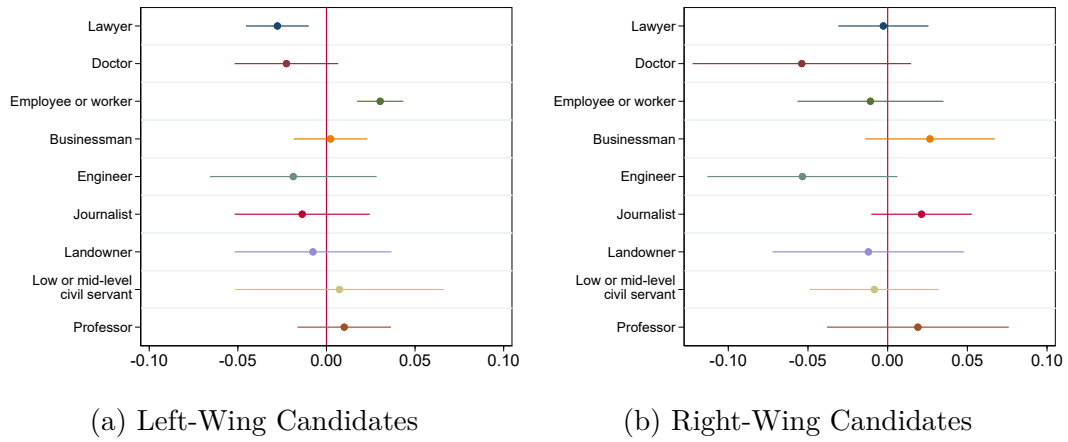 Lawyer
Doctor
Employee or worker
Businessman
Engineer
Journalist
Landowner
Low or mid-level
civil servant
Professor
-0.10 -0.05 0.00 0.05 0.10
(a) Left-Wing Candidates
Lawyer
Doctor
Employee or worker
Businessman
Engineer
Journalist
Landowner
Low or mid-level
civil servant
Professor
-0.10 -0.05 0.00 0.05 0.10
(b) Right-Wing Candidates